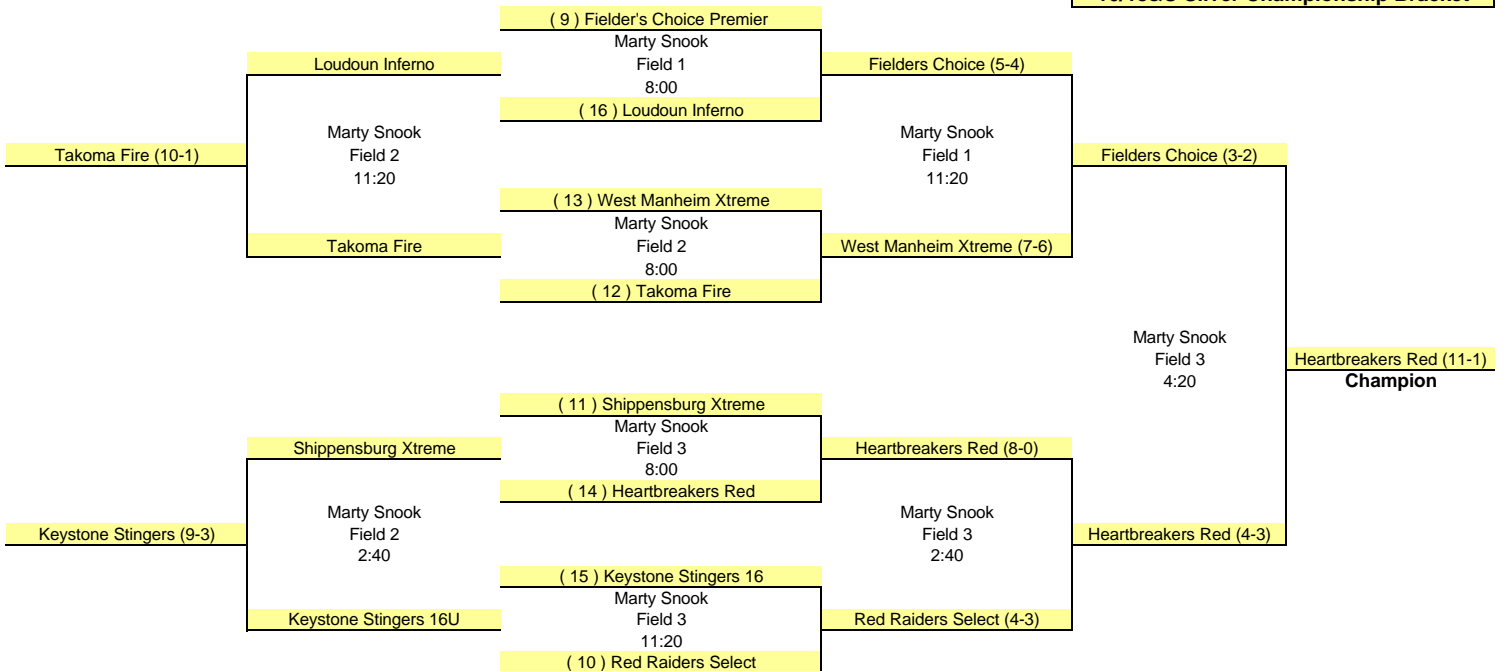 ( 9 ) Fielder's Choice Premier
Marty Snook
Loudoun Inferno Field 1 Fielders Choice (5-4)
8:00
( 16 ) Loudoun Inferno
Marty Snook Marty Snook
Takoma Fire (10-1) Field 2 Field 1 Fielders Choice (3-2)
11:20 11:20
( 13 ) West Manheim Xtreme
Marty Snook
Takoma Fire Field 2 West Manheim Xtreme (7-6)
8:00
( 12 ) Takoma Fire
Marty Snook
Field 3 Heartbreakers Red (11-1)
4:20 Champion
( 11 ) Shippensburg Xtreme
Marty Snook
Shippensburg Xtreme Field 3 Heartbreakers Red (8-0)
8:00
( 14 ) Heartbreakers Red
Marty Snook Marty Snook
Keystone Stingers (9-3) Field 2 Field 3 Heartbreakers Red (4-3)
2:40 2:40
( 15 ) Keystone Stingers 16
Marty Snook
Keystone Stingers 16U Field 3 Red Raiders Select (4-3)
11:20
( 10 ) Red Raiders Select